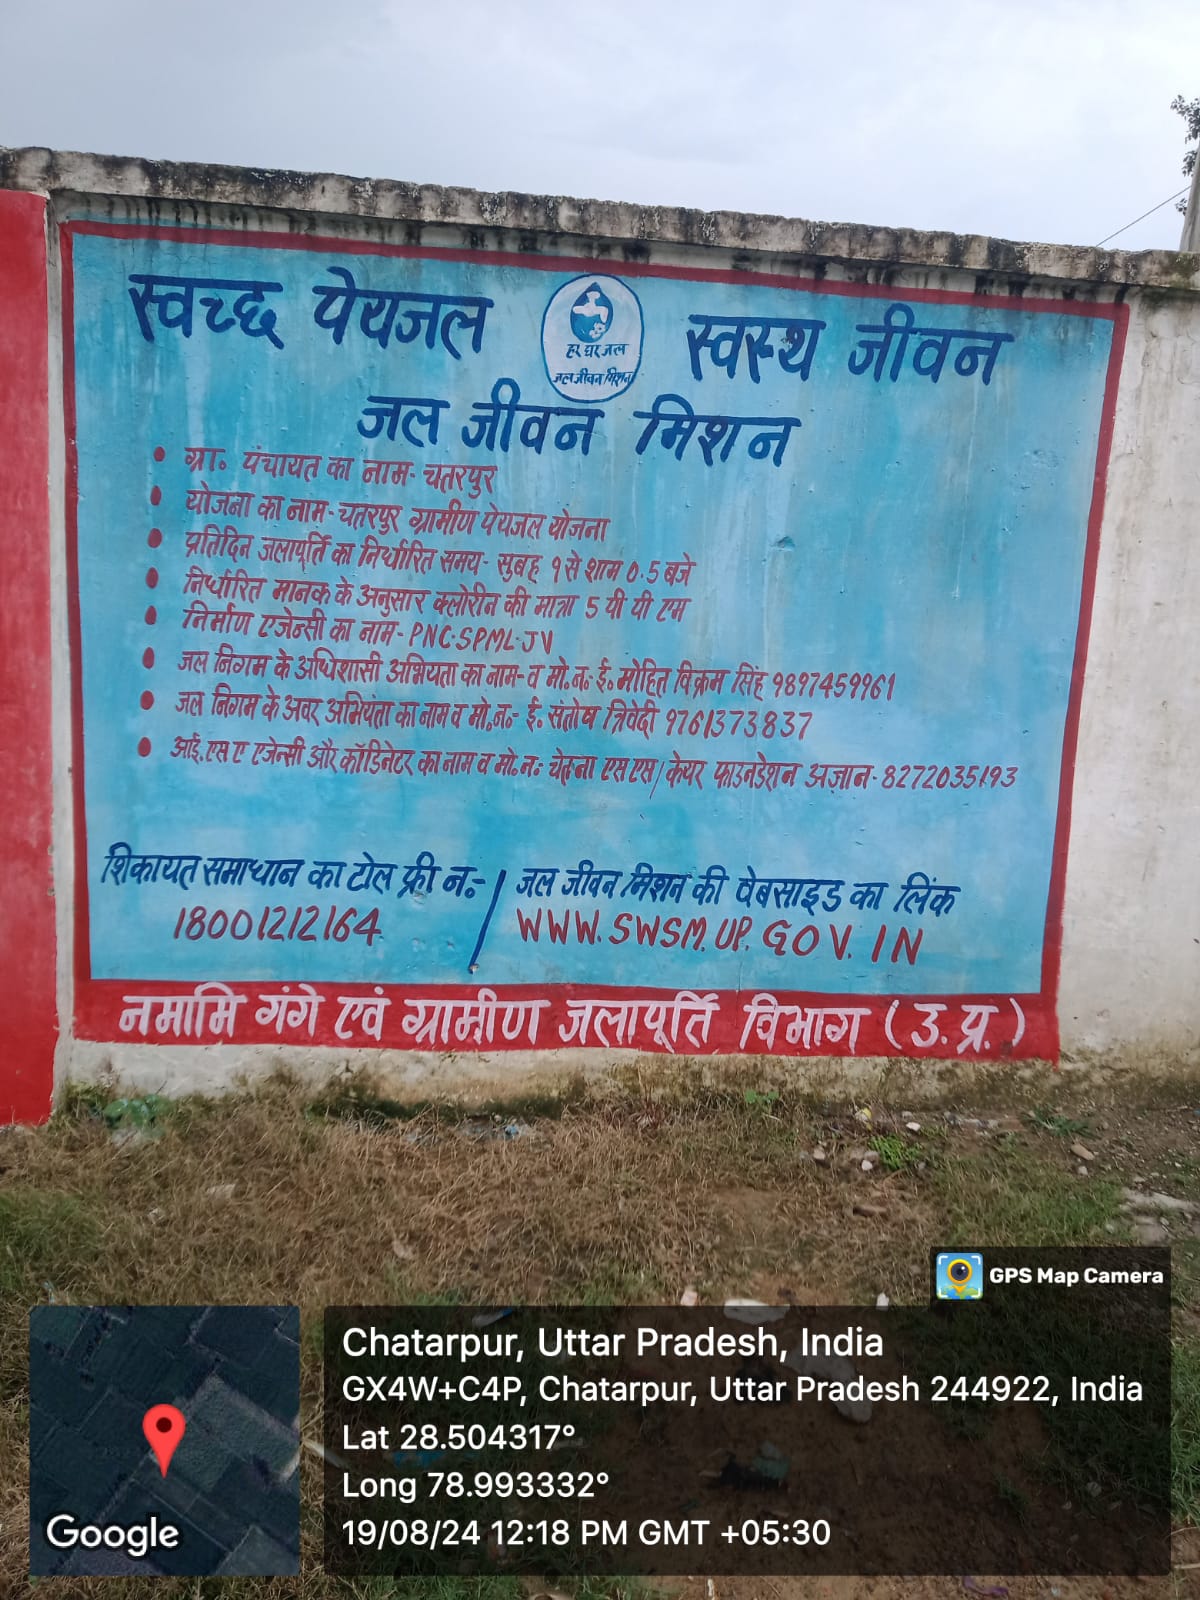 स्वच्छ पेयजल
हर घर जल
जल जीवन मिशन
स्वस्थ जीवन
जल जीवन मिशन
• ग्रा. पंचायत का नाम- चतरपुर
• योजना का नाम- चतरपुर ग्रामीण पेयजल योजना
• प्रतिदिन जलापूर्ति का निर्धारित समय- सुबह ९ से शाम 0.5 बजे
• निर्धारित मानक के अनुसार क्लोरीन की मात्रा 5 पी पी एम
• निर्माण एजेन्सी का नाम- PNC-SPML-JV
• जल निगम के अधिशासी अभियता का नाम- व मो.न.- ई. मोहित विक्रम सिंह 9897459961
• जल निगम के अवर अभियंता का नाम व मो.न.- ई. संतोष त्रिवेदी 9761373837
• आई.एस ए एजेन्सी और कॉडिनेटर का नाम व मो.न.: चेतना एस एस/केयर फाउनडेशन अज़ान- 8272035193
शिकायत समाधान का टोल फ्री न.-
18001212164
/ जल जीवन मिशन की वेबसाइड का लिंक
WWW.SWSM.UP.GOV.IN
नमामि गंगे एवं ग्रामीण जलापूर्ति विभाग (उ.प्र.)
GPS Map Camera
Chatarpur, Uttar Pradesh, India
GX4W+C4P, Chatarpur, Uttar Pradesh 244922, India
Lat 28.504317°
Long 78.993332°
19/08/24 12:18 PM GMT +05:30
Google